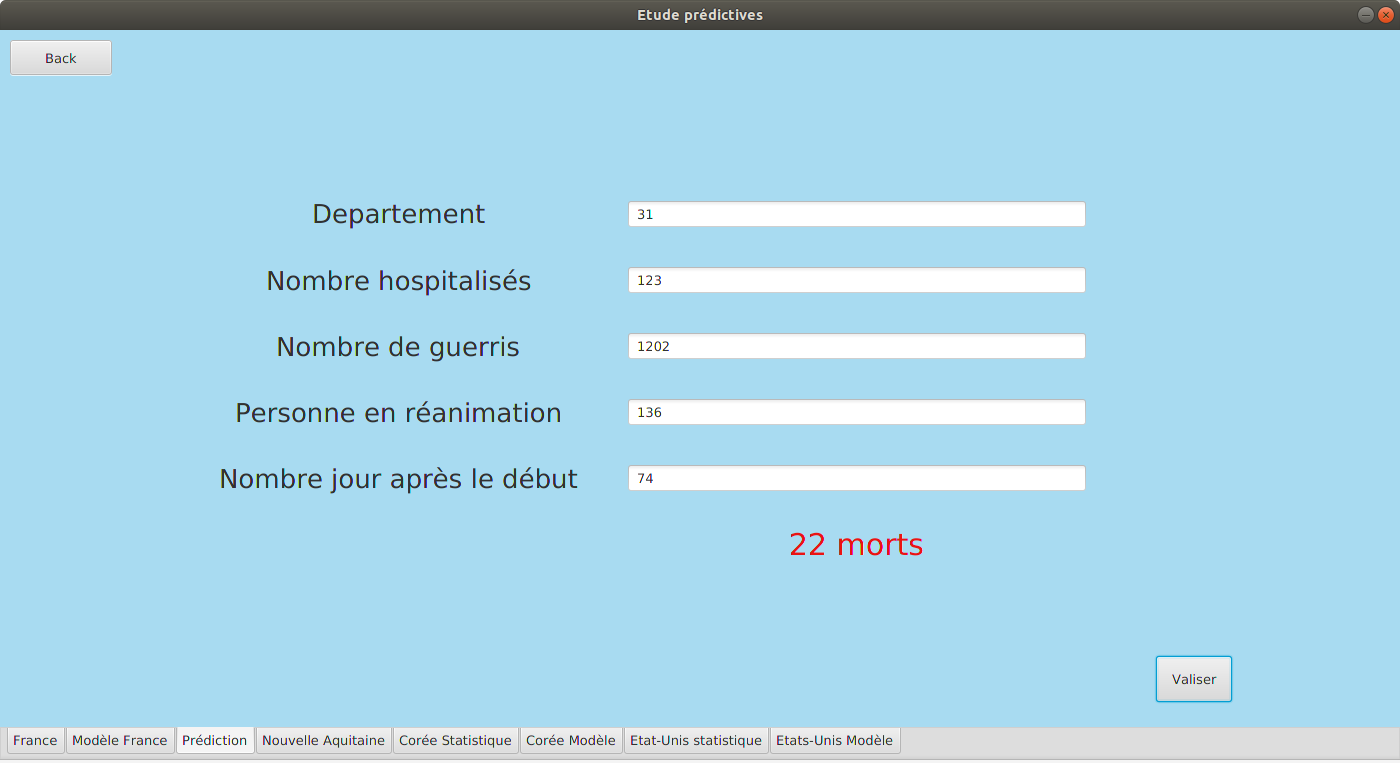 Etude prédictives
Back
Departement
31
Nombre hospitalisés
123
Nombre de guerris
1202
Personne en réanimation
136
Nombre jour après le début
74
22 morts
Valiser
France Modèle France Prédiction Nouvelle Aquitaine Corée Statistique Corée Modèle Etat-Unis statistique Etats-Unis Modèle